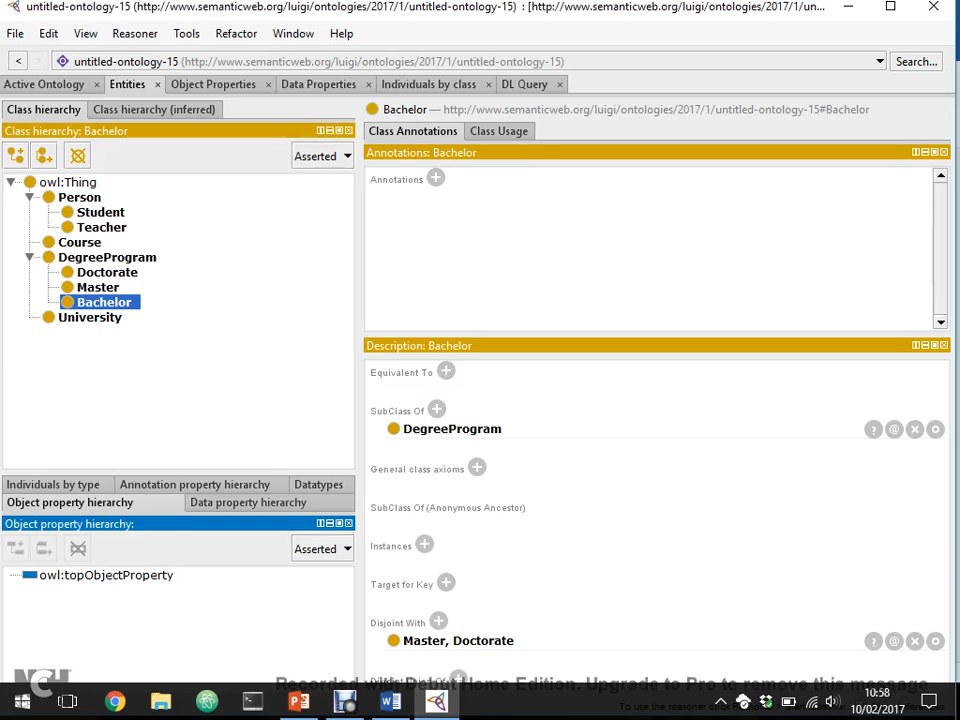 untitled-ontology-15 (http://www.semanticweb.org/luigi/ontologies/2017/1/untitled-ontology-15) : [http://www.semanticweb.org/luigi/ontologies/2017/1/un...
File Edit View Reasoner Tools Refactor Window Help
< > untitled-ontology-15 (http://www.semanticweb.org/luigi/ontologies/2017/1/untitled-ontology-15) Search...
Active Ontology × Entities × Object Properties × Data Properties × Individuals by class × DL Query ×
Class hierarchy Class hierarchy (inferred)
Class hierarchy: Bachelor
Asserted
owl:Thing
Person
Student
Teacher
Course
DegreeProgram
Doctorate
Master
Bachelor
University
Individuals by type Annotation property hierarchy Datatypes
Object property hierarchy Data property hierarchy
Object property hierarchy:
Asserted
owl:topObjectProperty
Bachelor — http://www.semanticweb.org/luigi/ontologies/2017/1/untitled-ontology-15#Bachelor
Class Annotations Class Usage
Annotations: Bachelor
Annotations
Description: Bachelor
Equivalent To
SubClass Of
DegreeProgram
General class axioms
SubClass Of (Anonymous Ancestor)
Instances
Target for Key
Disjoint With
Master, Doctorate
NCH
Recorded with Debut Home Edition. Upgrade to Pro to remove this message
10:58
10/02/2017